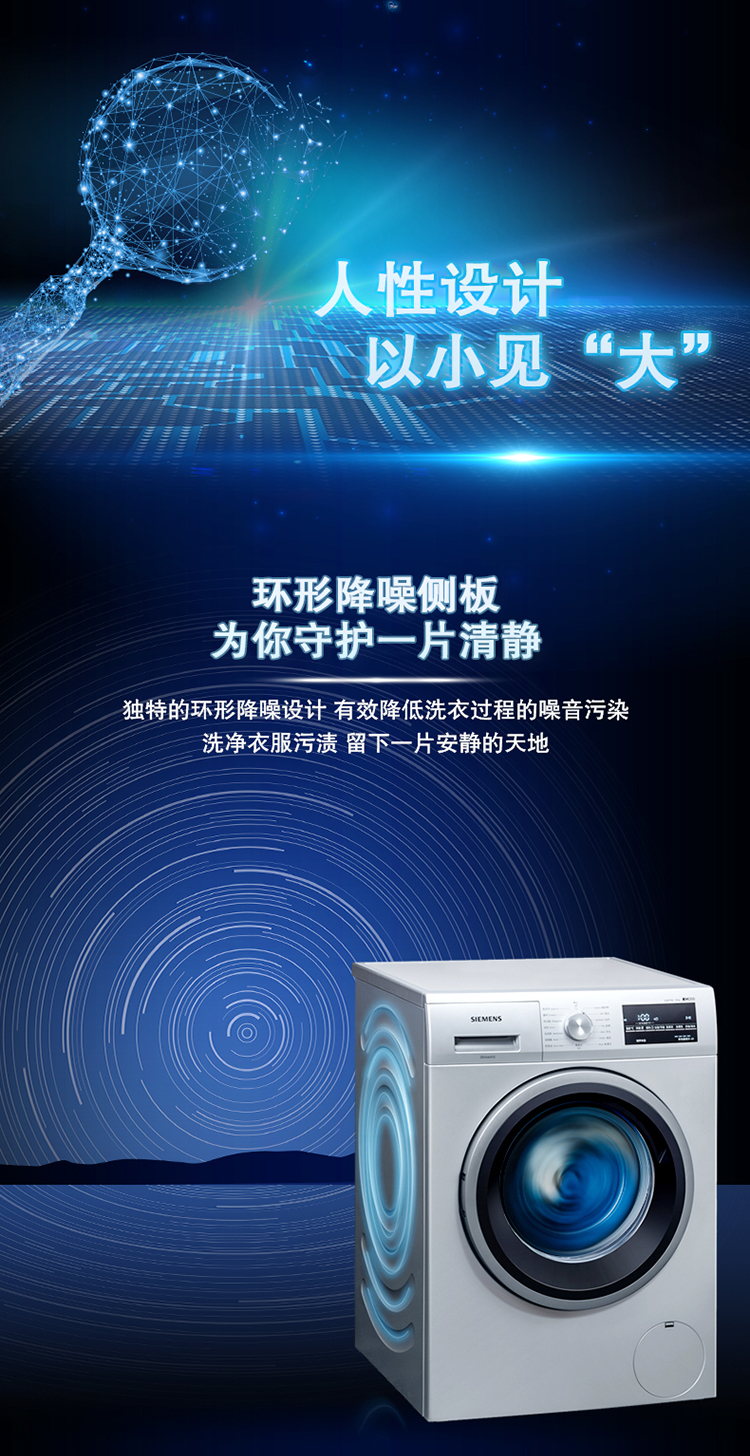 人性设计
以小见“大”
环形降噪侧板
为你守护一片清静
独特的环形降噪设计 有效降低洗衣过程的噪音污染
洗净衣服污渍 留下一片安静的天地
SIEMENS